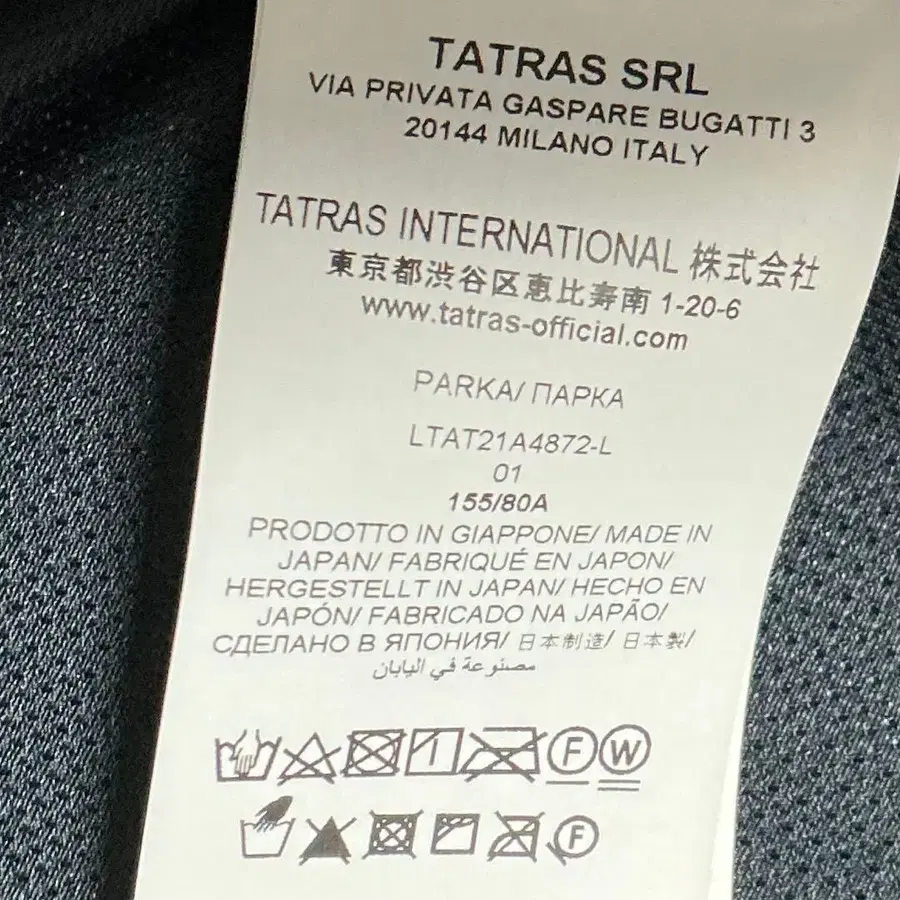 TATRAS SRL
VIA PRIVATA GASPARE BUGATTI 3
20144 MILANO ITALY
TATRAS INTERNATIONAL 株式会社
東京都渋谷区恵比寿南 1-20-6
www.tatras-official.com
PARKA/ ПАРКА
LTAT21A4872-L
01
155/80A
PRODOTTO IN GIAPPONE/ MADE IN
JAPAN/ FABRIQUÉ EN JAPON/
HERGESTELLT IN JAPAN/ HECHO EN
JAPÓN/ FABRICADO NA JAPÃO/
СДЕЛАНО В ЯПОНИЯ/ 日本制造/ 日本製/
مصنوعة في اليابان
F W
F